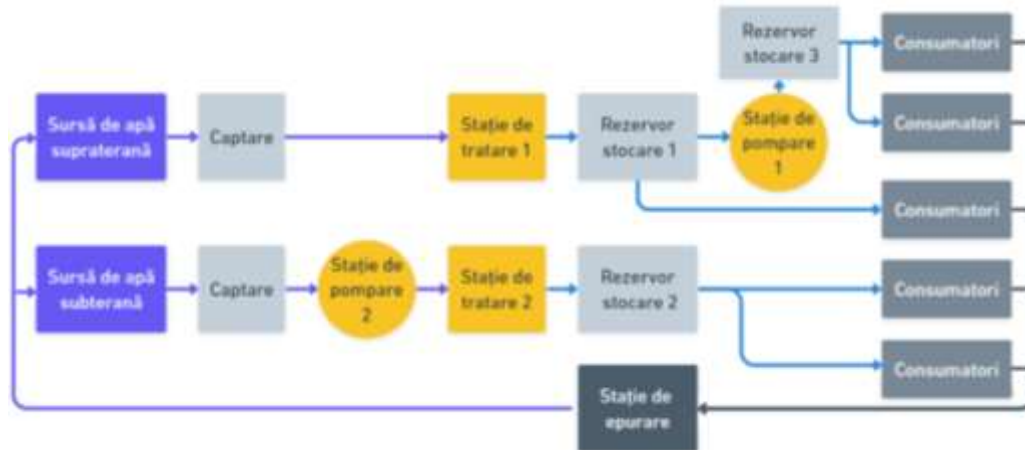 Rezervor
stocare 3
Consumatori
Sursă de apă
supraterană
Captare
Stație de
tratare 1
Rezervor
stocare 1
Stație de
pompare
1
Consumatori
Consumatori
Sursă de apă
subterană
Captare
Stație de
pompare
2
Stație de
tratare 2
Rezervor
stocare 2
Consumatori
Consumatori
Stație de
epurare